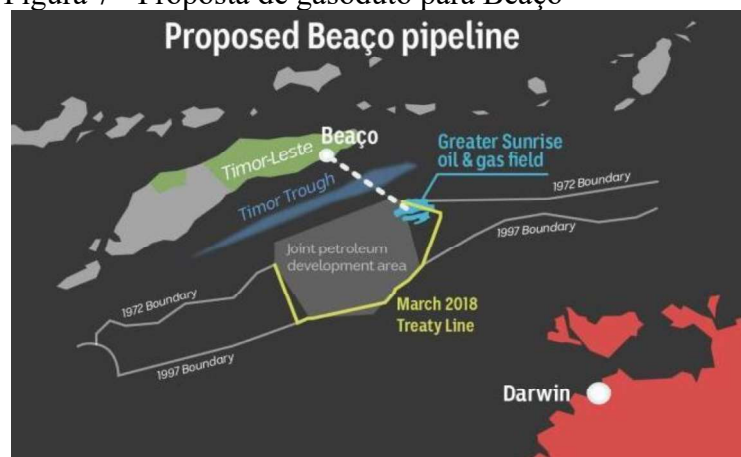 Figura 7 - Proposta de gasoduto para Beaço
Proposed Beaço pipeline
Beaço
Greater Sunrise
oil & gas field
Timor-Leste
1972 Boundary
Timor Trough
1997 Boundary
Joint petroleum
development area
1972 Boundary
March 2018
Treaty Line
1997 Boundary
Darwin